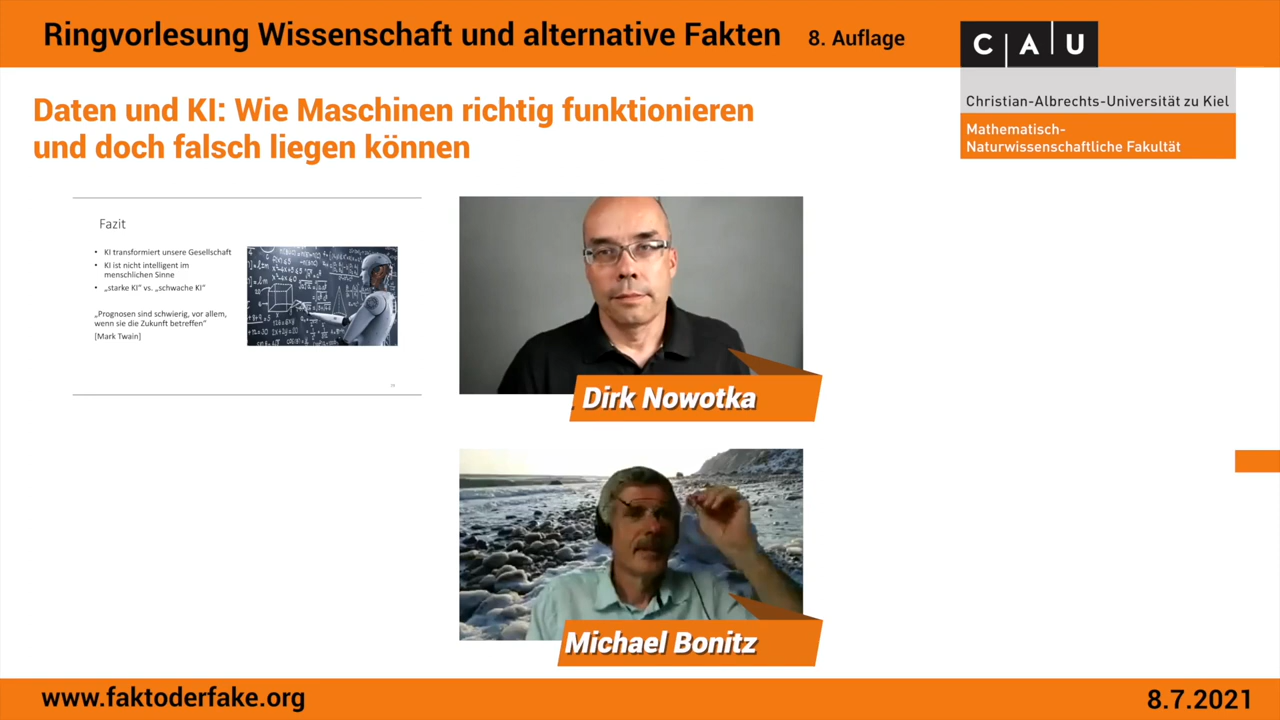 Ringvorlesung Wissenschaft und alternative Fakten 8. Auflage
C A U
Christian-Albrechts-Universität zu Kiel
Mathematisch-
Naturwissenschaftliche Fakultät
Daten und KI: Wie Maschinen richtig funktionieren
und doch falsch liegen können
Fazit
• KI transformiert unsere Gesellschaft
• KI ist nicht intelligent im
menschlichen Sinne
• „starke KI“ vs. „schwache KI“
„Prognosen sind schwierig, vor allem,
wenn sie die Zukunft betreffen“
[Mark Twain]
Dirk Nowotka
Michael Bonitz
www.faktoderfake.org
8.7.2021